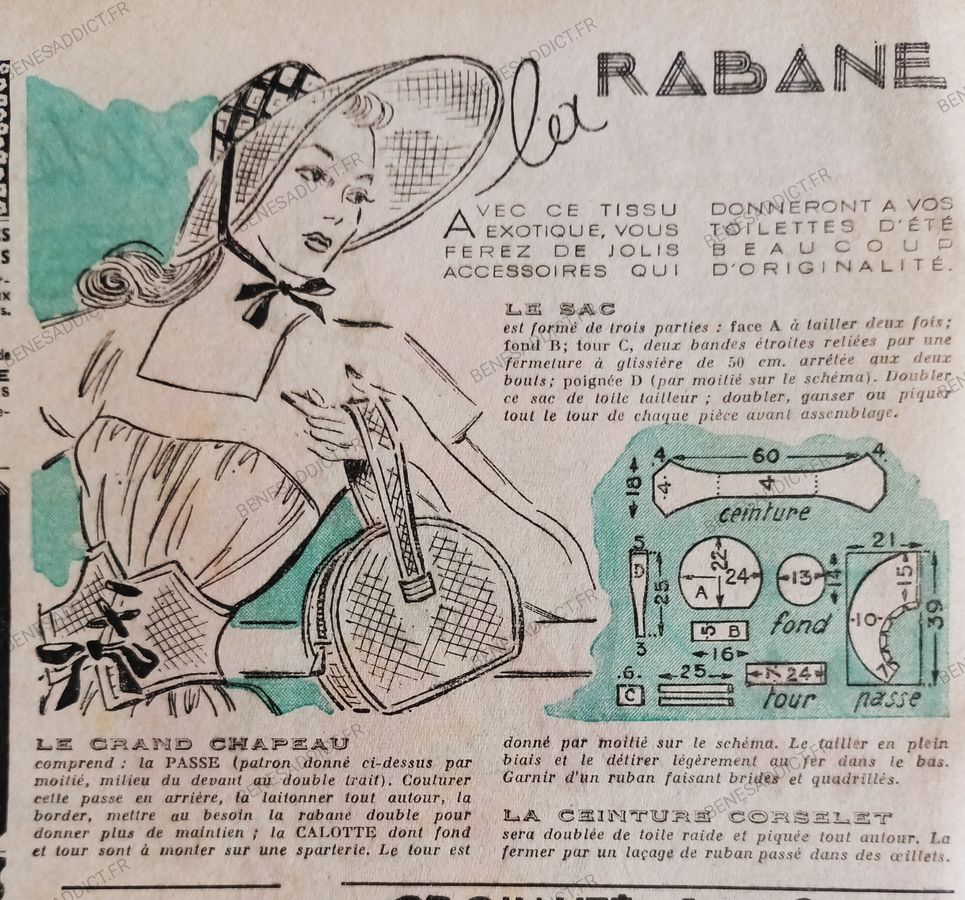 la RABANE
AVEC CE TISSU
EXOTIQUE, VOUS
FEREZ DE JOLIS
ACCESSOIRES QUI
DONNERONT A VOS
TOILETTES D'ÉTÉ
BEAUCOUP
D'ORIGINALITÉ.
LE SAC
est formé de trois parties : face A à tailler deux fois;
fond B; tour C, deux bandes étroites reliées par une
fermeture à glissière de 50 cm. arrêtée aux deux
bouts; poignée D (par moitié sur le schéma). Doubler
ce sac de toile tailleur ; doubler, ganser ou piquer
tout le tour de chaque pièce avant assemblage.
4 60 4
18 4 4
ceinture
5 D 25 3
22 24 A
13 14
fond
5 B
16
6 C
25
24
tour
21
15 10 39 7
passe
LE GRAND CHAPEAU
comprend : la PASSE (patron donné ci-dessus par
moitié, milieu du devant au double trait). Couturer
cette passe en arrière, la laitonner tout autour, la
border, mettre au besoin la rabane double pour
donner plus de maintien ; la CALOTTE dont fond
et tour sont à monter sur une sparterie. Le tour est
donné par moitié sur le schéma. Le tailler en plein
biais et le détirer légèrement au fer dans le bas.
Garnir d'un ruban faisant brides et quadrillés.
LA CEINTURE CORSELET
sera doublée de toile raide et piquée tout autour. La
fermer par un laçage de ruban passé dans des œillets.
BENESADDICT.FR